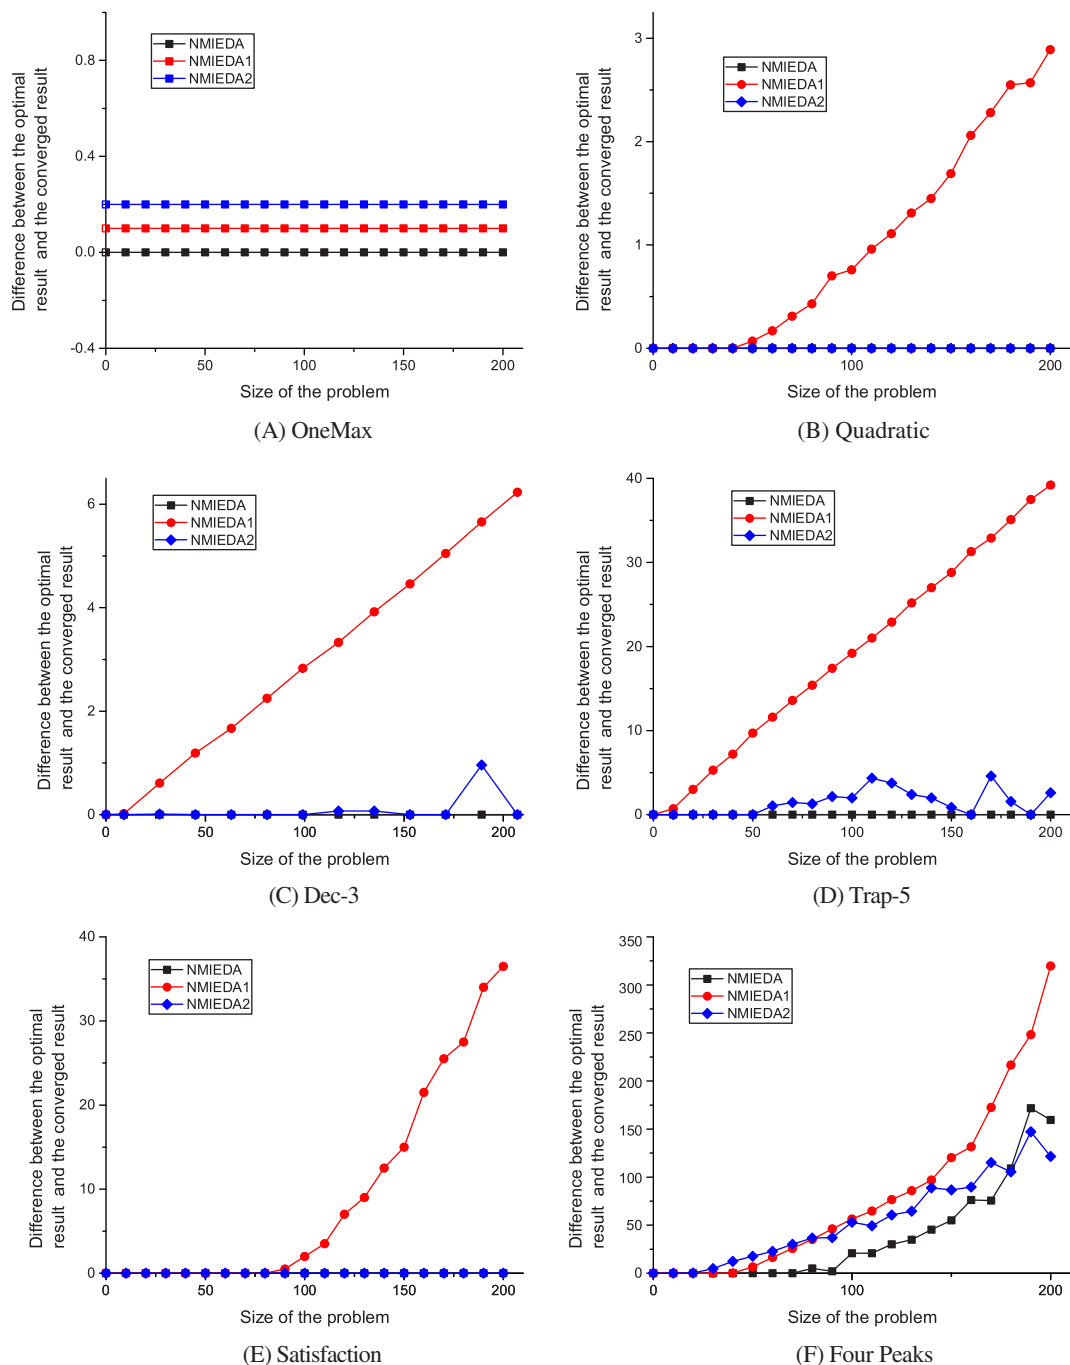 Difference between the optimal
result and the converged result
0.8
0.4
0.0
-0.4
NMIEDA
NMIEDA1
NMIEDA2
0 50 100 150 200
Size of the problem
(A) OneMax
Difference between the optimal
result and the converged result
3
2
1
0
NMIEDA
NMIEDA1
NMIEDA2
0 100 200
Size of the problem
(B) Quadratic
Difference between the optimal
result and the converged result
6
4
2
0
NMIEDA
NMIEDA1
NMIEDA2
0 50 100 150 200
Size of the problem
(C) Dec-3
Difference between the optimal
result and the converged result
40
30
20
10
0
NMIEDA
NMIEDA1
NMIEDA2
0 50 100 150 200
Size of the problem
(D) Trap-5
Difference between the optimal
result and the converged result
40
30
20
10
0
NMIEDA
NMIEDA1
NMIEDA2
0 50 100 150 200
Size of the problem
(E) Satisfaction
Difference between the optimal
result and the converged result
350
300
250
200
150
100
50
0
NMIEDA
NMIEDA1
NMIEDA2
0 100 200
Size of the problem
(F) Four Peaks